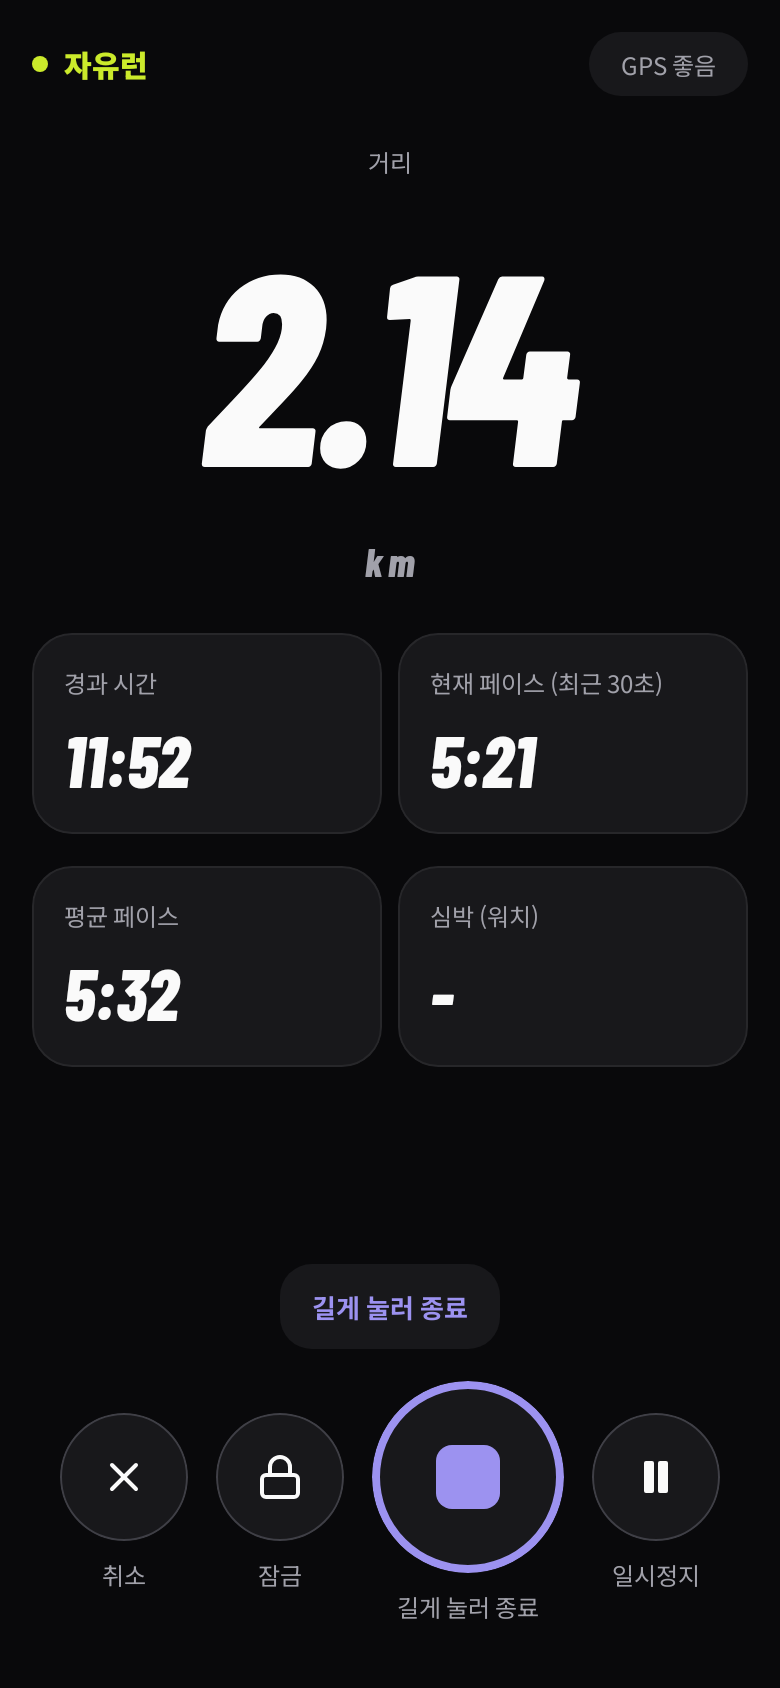 자유런
GPS 좋음
거리
2.14
km
경과 시간
11:52
현재 페이스 (최근 30초)
5:21
평균 페이스
5:32
심박 (워치)
-
길게 눌러 종료
취소
잠금
길게 눌러 종료
일시정지